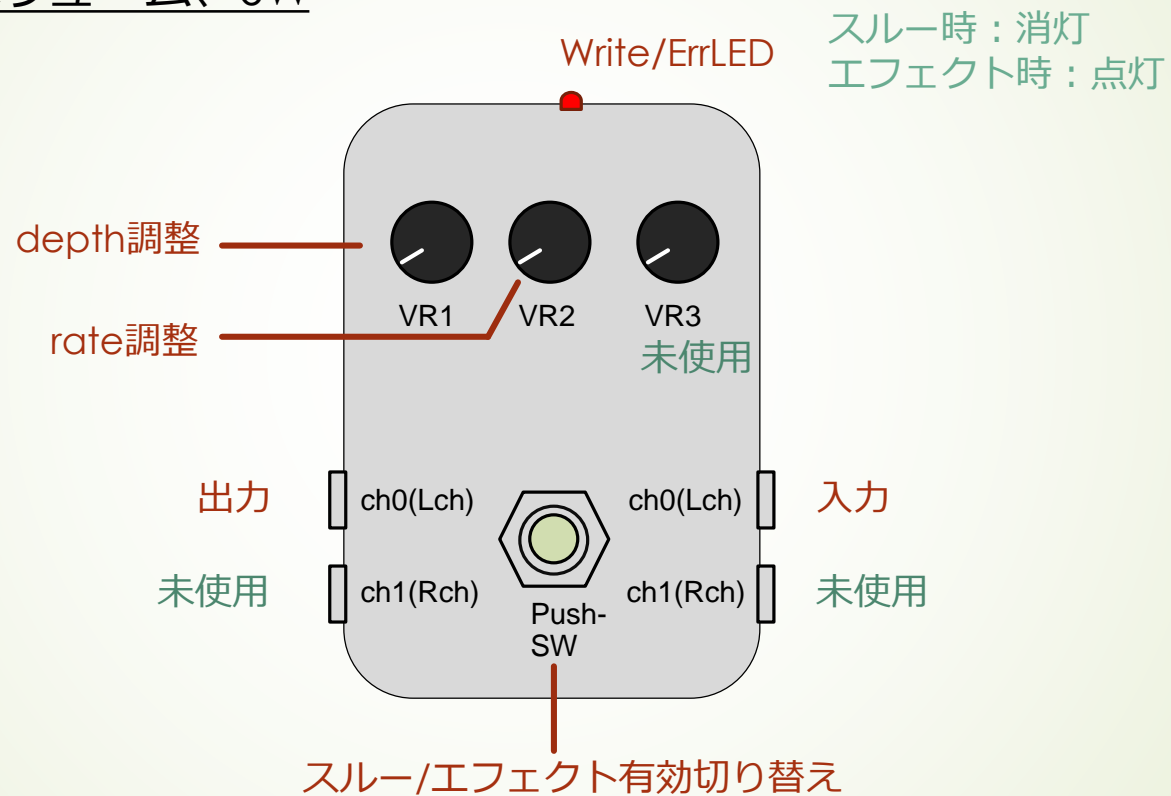 Write/ErrLED
スルー時：消灯
エフェクト時：点灯
depth調整
rate調整
VR1
VR2
VR3
未使用
出力
ch0(Lch)
ch0(Lch)
入力
未使用
ch1(Rch)
ch1(Rch)
未使用
Push-
SW
スルー/エフェクト有効切り替え